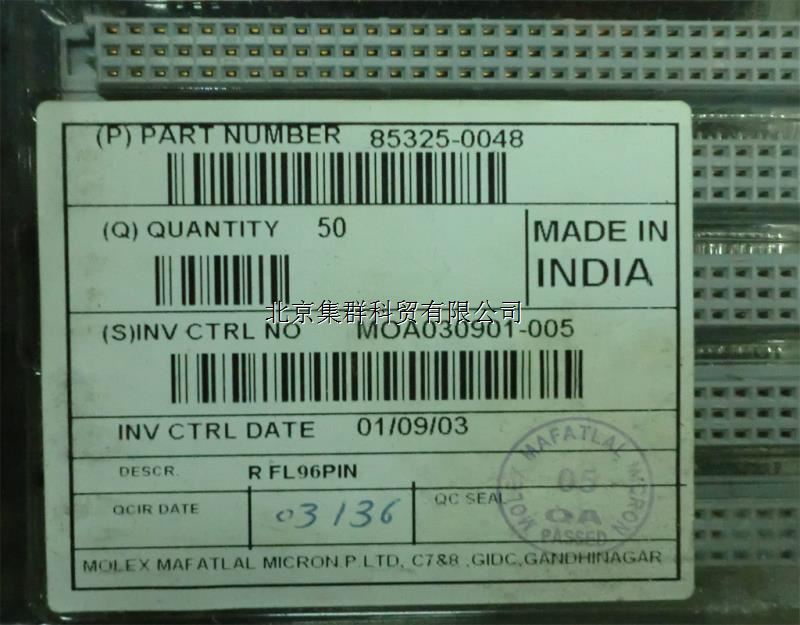 (P) PART NUMBER 85325-0048
(Q) QUANTITY 50
MADE IN
INDIA
北京集群科贸有限公司
(S)INV CTRL NO MOA030901-005
INV CTRL DATE 01/09/03
DESCR. R FL96PIN
QCIR DATE 03136 QC SEAL
MOLEX MAFATLAL MICRON
05
QA
PASSED
MOLEX MAFATLAL MICRON P.LTD, C7&8 ,GIDC,GANDHINAGAR